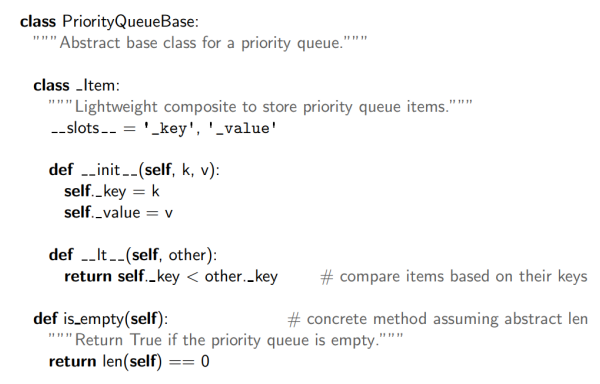 class PriorityQueueBase:
"""Abstract base class for a priority queue."""
class _Item:
"""Lightweight composite to store priority queue items."""
__slots__ = '_key', '_value'
def __init__(self, k, v):
self._key = k
self._value = v
def __lt__(self, other):
return self._key < other._key # compare items based on their keys
def is_empty(self): # concrete method assuming abstract len
"""Return True if the priority queue is empty."""
return len(self) == 0